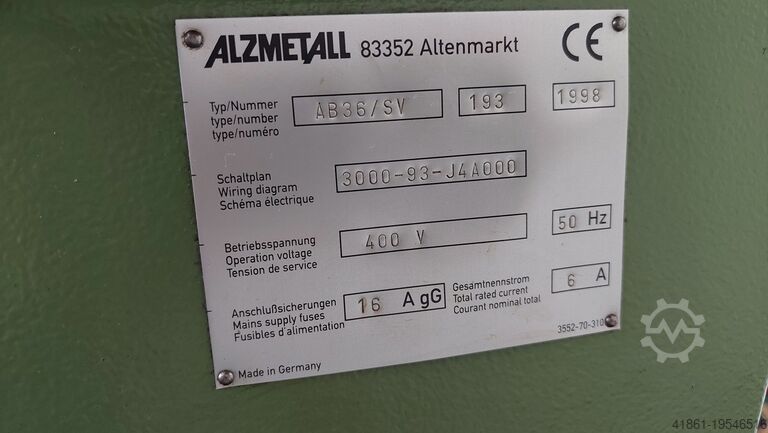 ALZMETALL 83352 Altenmarkt CE
Typ/Nummer
type/number
type/numéro
AB36/SV 193 1998
Schaltplan
Wiring diagram
Schéma électrique
3000-93-J4A000
Betriebsspannung
Operation voltage
Tension de service
400 V 50 Hz
Anschlußsicherungen
Mains supply fuses
Fusibles d'alimentation
16 A gG
Gesamtnennstrom
Total rated current
Courant nominal total
6 A
3552-70-310
Made in Germany
41861-19546516